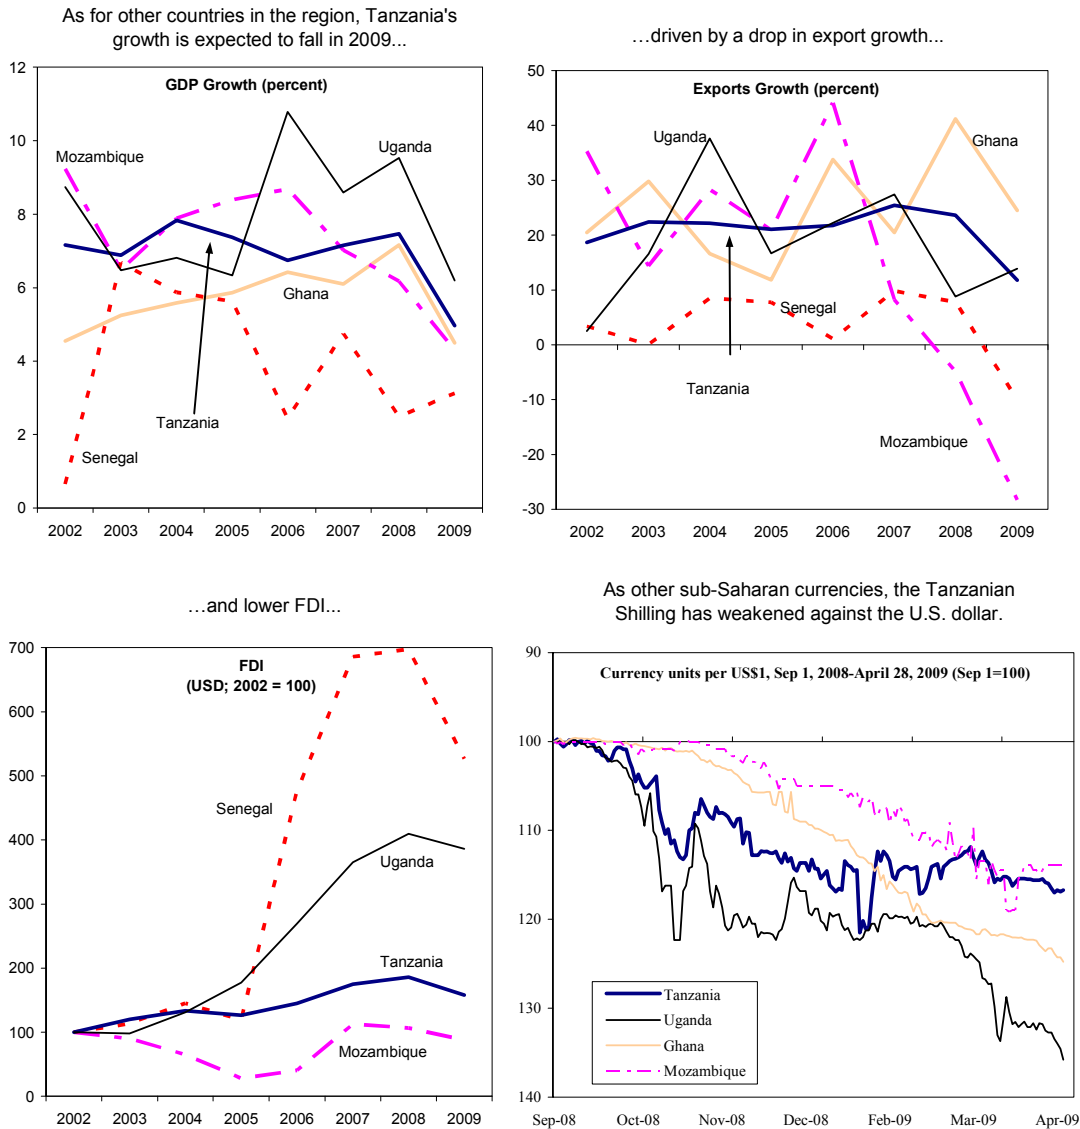 As for other countries in the region, Tanzania's
growth is expected to fall in 2009...
12
10
8
6
4
2
0
GDP Growth (percent)
Mozambique
Uganda
Ghana
Tanzania
Senegal
2002 2003 2004 2005 2006 2007 2008 2009
…driven by a drop in export growth...
50
40
30
20
10
0
-10
-20
-30
Exports Growth (percent)
Uganda
Ghana
Senegal
Tanzania
Mozambique
2002 2003 2004 2005 2006 2007 2008 2009
…and lower FDI...
700
600
500
400
300
200
100
0
FDI
(USD; 2002 = 100)
Senegal
Uganda
Tanzania
Mozambique
2002 2003 2004 2005 2006 2007 2008 2009
As other sub-Saharan currencies, the Tanzanian
Shilling has weakened against the U.S. dollar.
90
100
110
120
130
140
Currency units per US$1, Sep 1, 2008-April 28, 2009 (Sep 1=100)
Tanzania
Uganda
Ghana
Mozambique
Sep-08 Oct-08 Nov-08 Dec-08 Feb-09 Mar-09 Apr-09